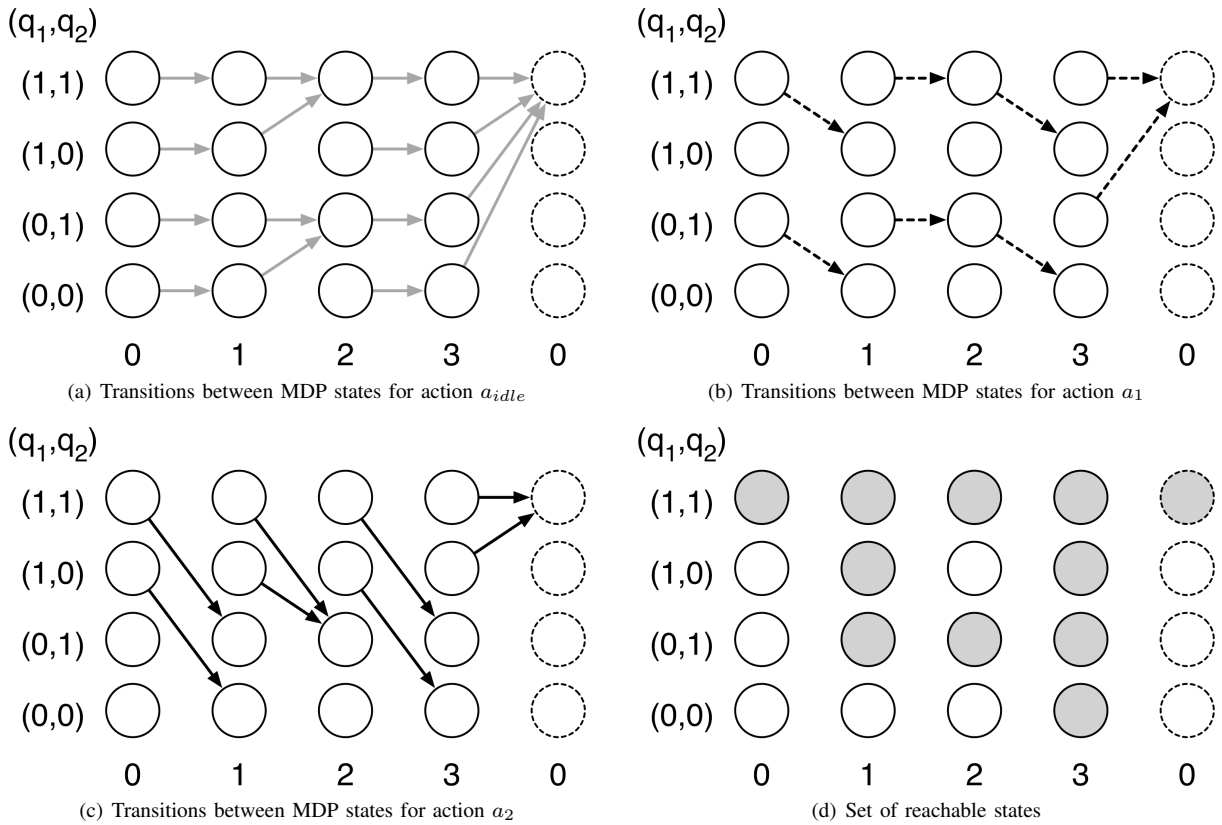 (q1,q2)
(1,1)
(1,0)
(0,1)
(0,0)
0 1 2 3 0
(a) Transitions between MDP states for action a_idle
(q1,q2)
(1,1)
(1,0)
(0,1)
(0,0)
0 1 2 3 0
(b) Transitions between MDP states for action a1
(q1,q2)
(1,1)
(1,0)
(0,1)
(0,0)
0 1 2 3 0
(c) Transitions between MDP states for action a2
(q1,q2)
(1,1)
(1,0)
(0,1)
(0,0)
0 1 2 3 0
(d) Set of reachable states